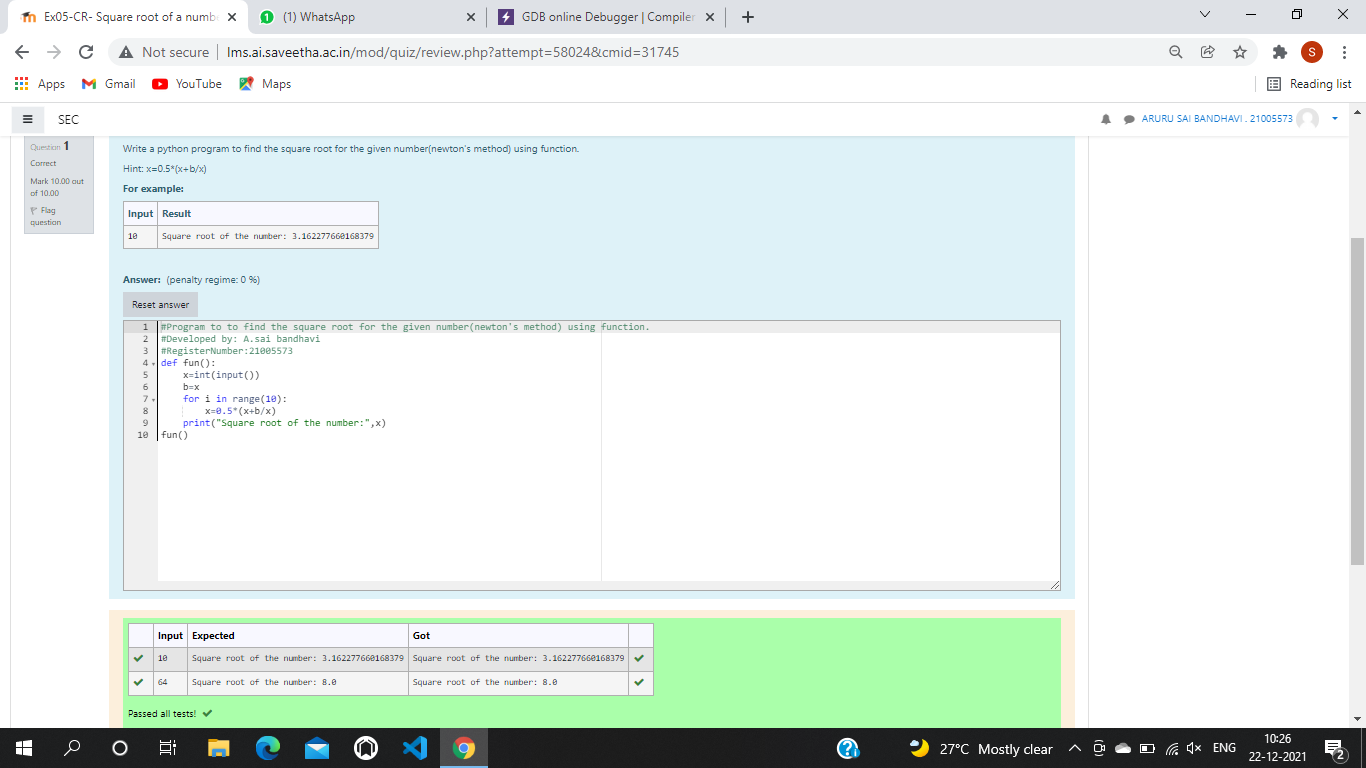 Ex05-CR- Square root of a numb
(1) WhatsApp
GDB online Debugger | Compiler
Not secure
lms.ai.saveetha.ac.in/mod/quiz/review.php?attempt=58024&cmid=31745
S
Apps
Gmail
YouTube
Maps
Reading list
SEC
ARURU SAI BANDHAVI . 21005573
Question 1
Correct
Mark 10.00 out
of 10.00
Flag
question
Write a python program to find the square root for the given number(newton's method) using function.
Hint: x=0.5*(x+b/x)
For example:
Input Result
10 Square root of the number: 3.162277660168379
Answer: (penalty regime: 0 %)
Reset answer
1 #Program to to find the square root for the given number(newton's method) using function.
2 #Developed by: A.sai bandhavi
3 #RegisterNumber:21005573
4 def fun():
5     x=int(input())
6     b=x
7     for i in range(10):
8         x=0.5*(x+b/x)
9     print("Square root of the number:",x)
10 fun()
Input Expected Got
10 Square root of the number: 3.162277660168379 Square root of the number: 3.162277660168379
64 Square root of the number: 8.0 Square root of the number: 8.0
Passed all tests!
27°C Mostly clear
ENG
10:26
22-12-2021
2